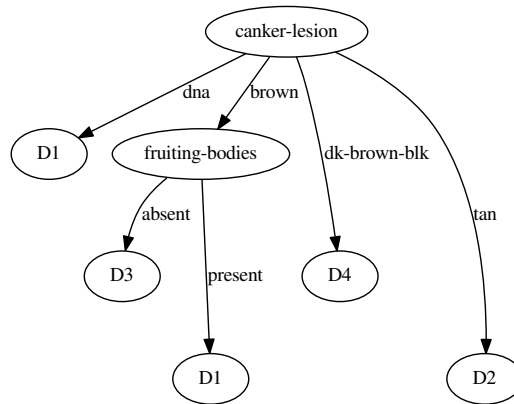 canker-lesion
dna
brown
D1
fruiting-bodies
dk-brown-blk
tan
absent
D3
present
D4
D1
D2